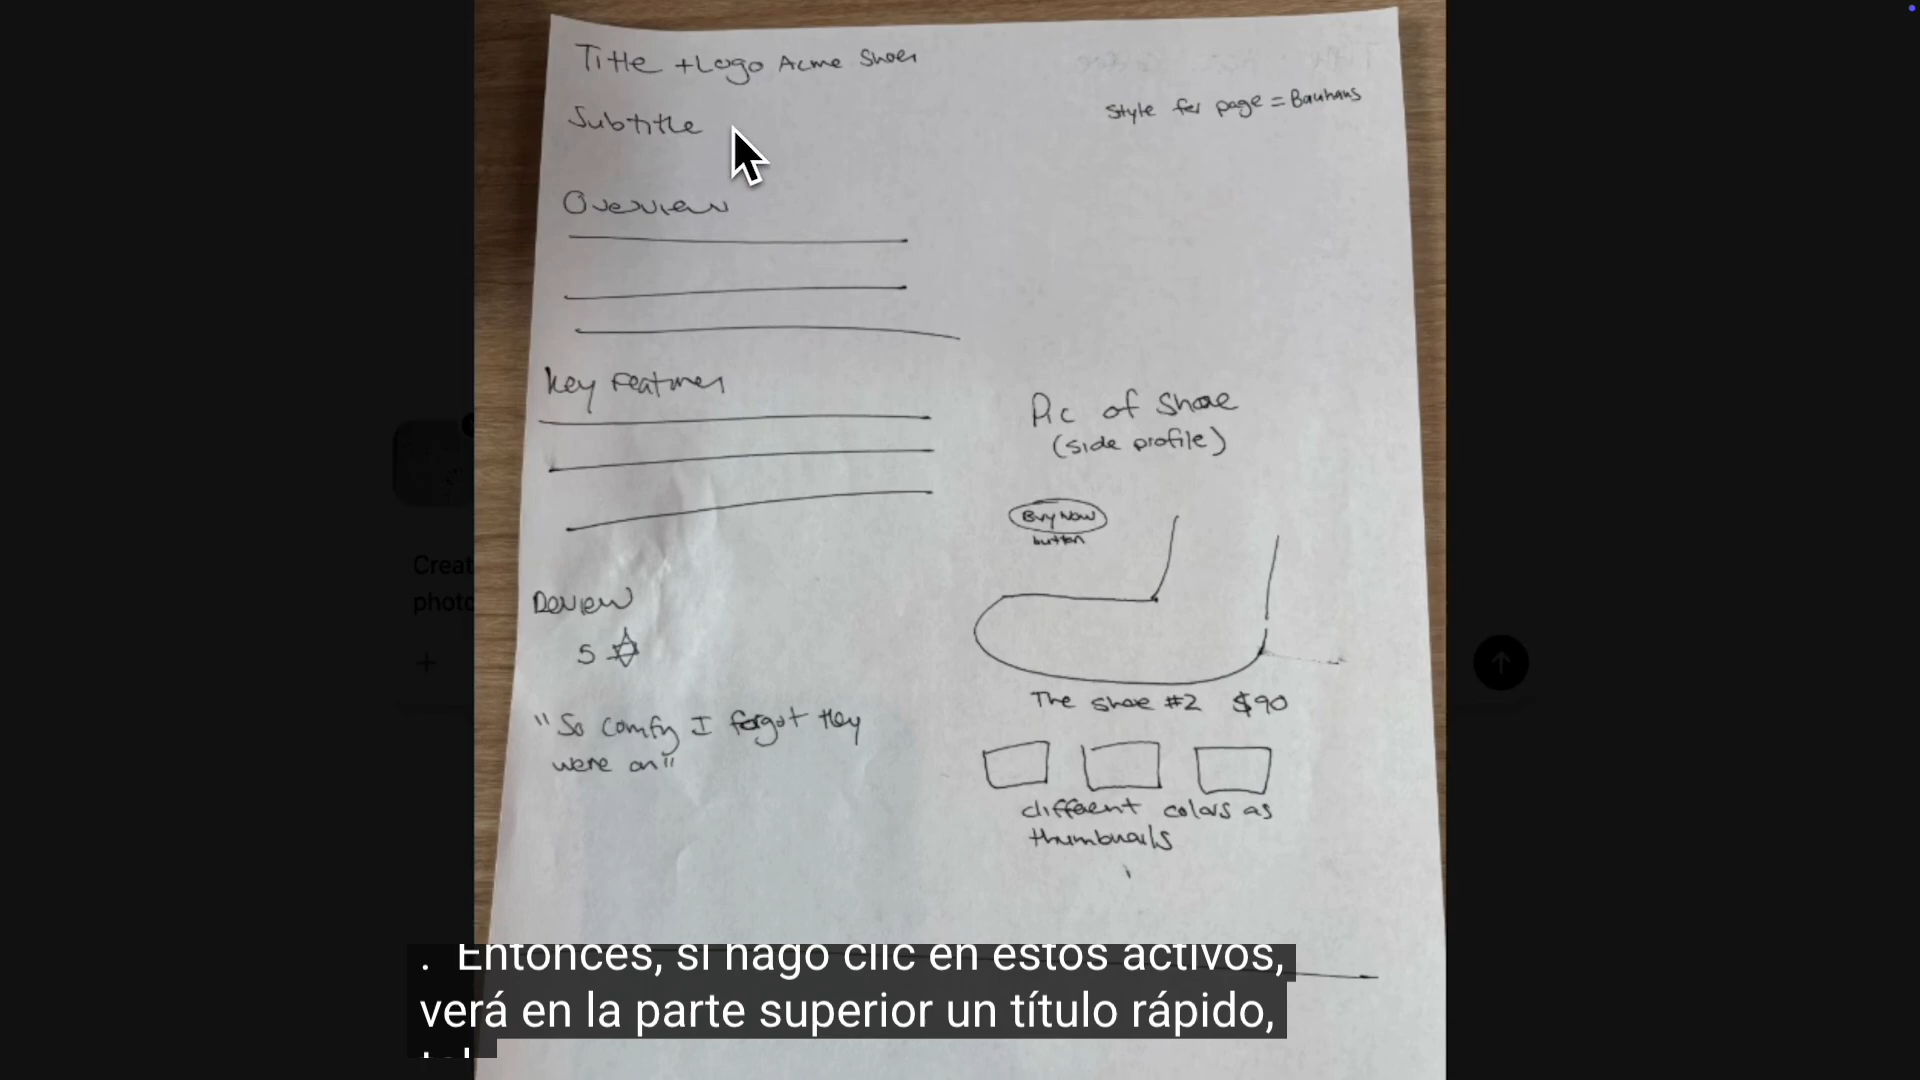 Title + Logo Acme Shoes
Style for page = Bauhaus
Subtitle
Overview
Key Features
Pic of Shoe
(side profile)
Buy Now
button
Review
5
The shoe #2 $90
"So comfy I forgot they
were on"
different colors as
thumbnails
Creat
photo
. Entonces, si hago clic en estos activos,
verá en la parte superior un título rápido,